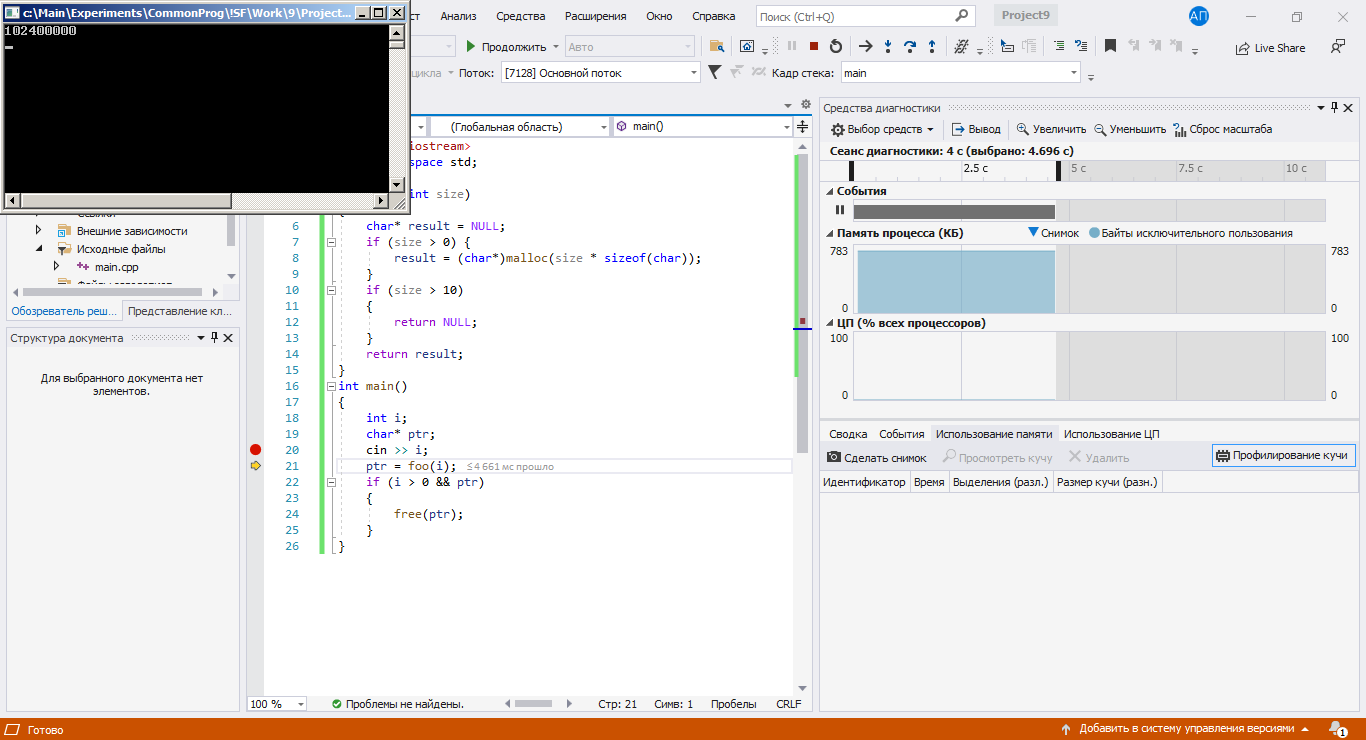 c:\Main\Experiments\CommonProg\!SF\Work\9\Project...
102400000
Анализ Средства Расширения Окно Справка Поиск (Ctrl+Q) Project9 АП
Продолжить Авто Live Share
цикла Поток: [7128] Основной поток Кадр стека: main
(Глобальная область) main()
iostream>
space std;
int size)
6 char* result = NULL;
7 if (size > 0) {
8 result = (char*)malloc(size * sizeof(char));
9 }
10 if (size > 10)
11 {
12 return NULL;
13 }
14 return result;
15 }
16 int main()
17 {
18 int i;
19 char* ptr;
20 cin >> i;
21 ptr = foo(i); ≤4 661 мс прошло
22 if (i > 0 && ptr)
23 {
24 free(ptr);
25 }
26 }
Внешние зависимости
Исходные файлы
main.cpp
Обозреватель реш... Представление кл...
Структура документа
Для выбранного документа нет
элементов.
100 % Проблемы не найдены. Стр: 21 Симв: 1 Пробелы CRLF
Средства диагностики
Выбор средств Вывод Увеличить Уменьшить Сброс масштаба
Сеанс диагностики: 4 с (выбрано: 4.696 с)
2.5 с 5 с 7.5 с 10 с
События
Память процесса (КБ) Снимок Байты исключительного пользования
783 783
0 0
ЦП (% всех процессоров)
100 100
0 0
Сводка События Использование памяти Использование ЦП
Сделать снимок Просмотреть кучу Удалить Профилирование кучи
Идентификатор Время Выделения (разл.) Размер кучи (разн.)
Готово Добавить в систему управления версиями 1